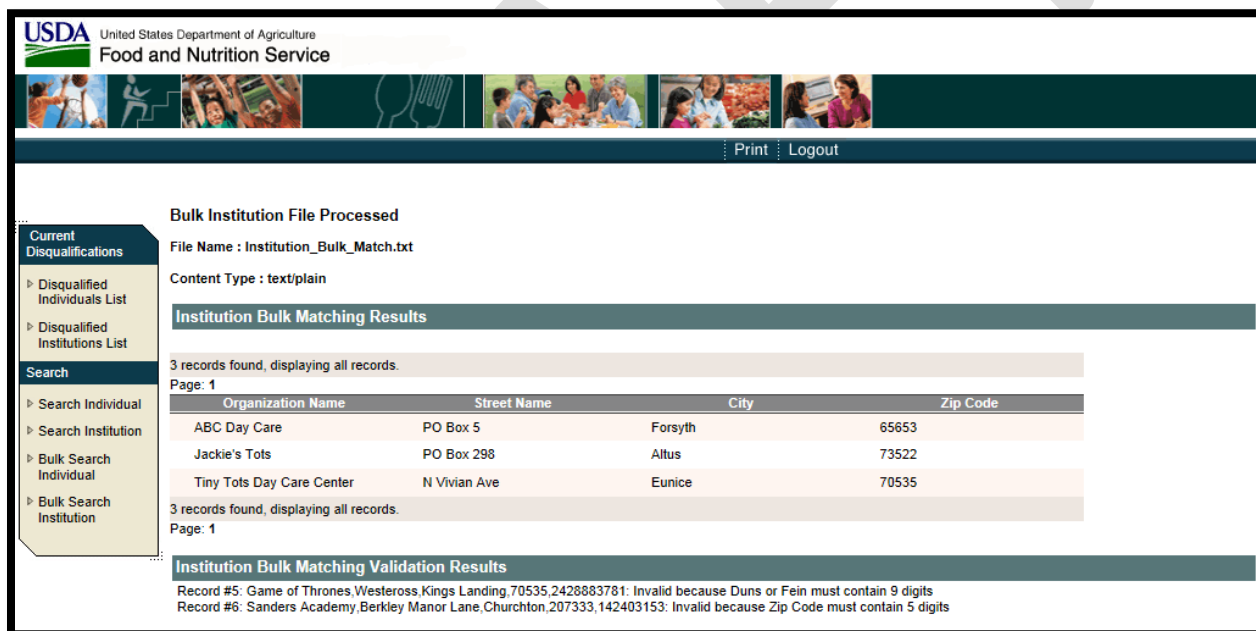 USDA United States Department of Agriculture
Food and Nutrition Service
Print Logout
Current
Disqualifications
Disqualified
Individuals List
Disqualified
Institutions List
Search
Search Individual
Search Institution
Bulk Search
Individual
Bulk Search
Institution
Bulk Institution File Processed
File Name : Institution_Bulk_Match.txt
Content Type : text/plain
Institution Bulk Matching Results
3 records found, displaying all records.
Page: 1
Organization Name Street Name City Zip Code
ABC Day Care PO Box 5 Forsyth 65653
Jackie's Tots PO Box 298 Altus 73522
Tiny Tots Day Care Center N Vivian Ave Eunice 70535
3 records found, displaying all records.
Page: 1
Institution Bulk Matching Validation Results
Record #5: Game of Thrones,Westeross,Kings Landing,70535,2428883781: Invalid because Duns or Fein must contain 9 digits
Record #6: Sanders Academy,Berkley Manor Lane,Churchton,207333,142403153: Invalid because Zip Code must contain 5 digits